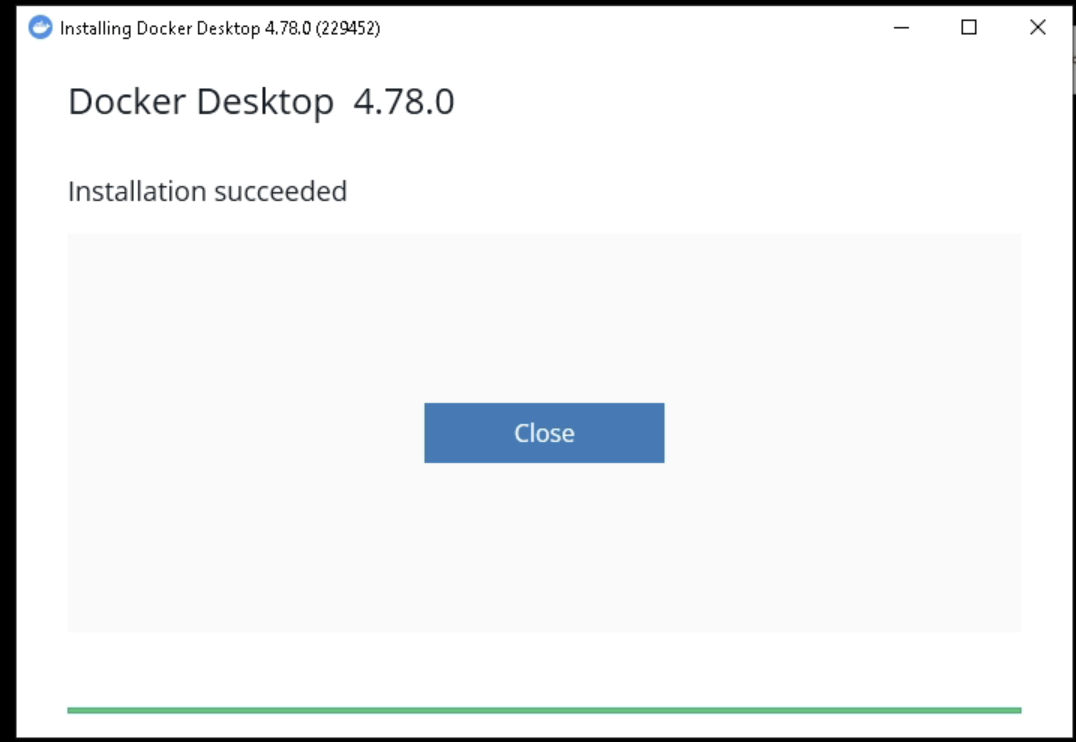 Installing Docker Desktop 4.78.0 (229452)
Docker Desktop 4.78.0
Installation succeeded
Close